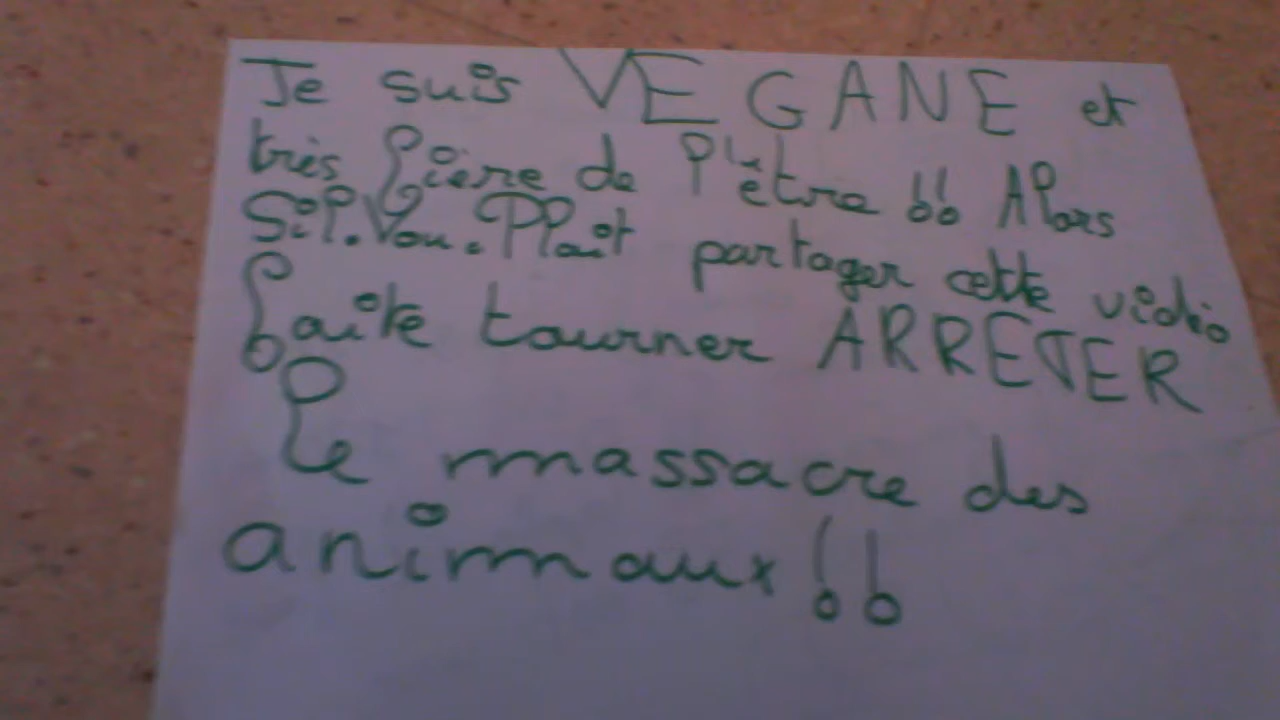 Je suis VEGANE et
très fière de l'être !! Alors
S.il.Vou.Plait partager cette vidéo
faite tourner ARRETER
le massacre des
animaux !!